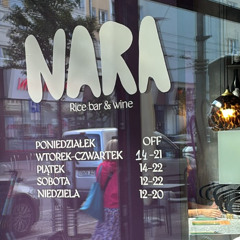 NARA
Rice bar & wine
PONIEDZIAŁEK OFF
WTOREK-CZWARTEK 14-21
PIĄTEK 14-22
SOBOTA 12-22
NIEDZIELA 12-20